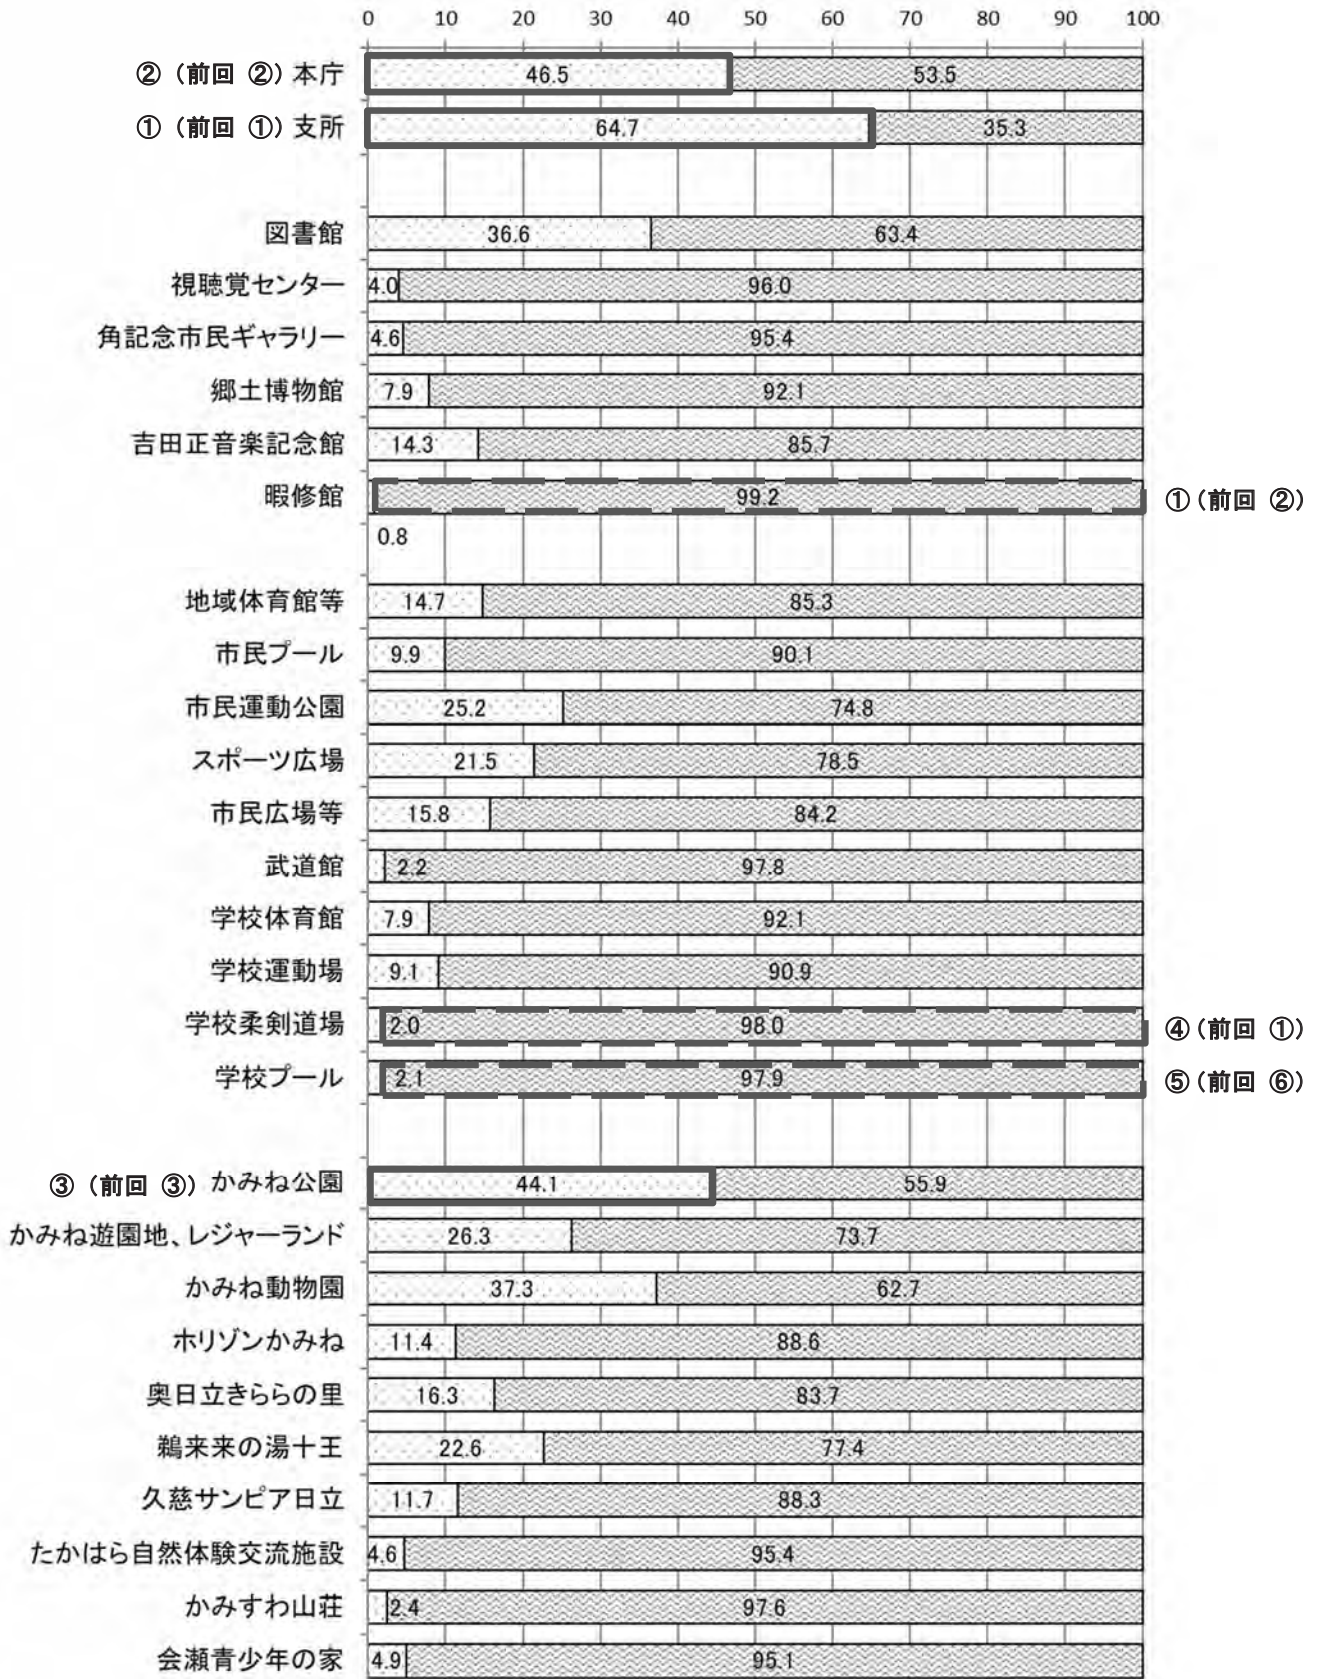 0 10 20 30 40 50 60 70 80 90 100
② (前回 ②) 本庁 46.5 53.5
① (前回 ①) 支所 64.7 35.3
図書館 36.6 63.4
視聴覚センター 4.0 96.0
角記念市民ギャラリー 4.6 95.4
郷土博物館 7.9 92.1
吉田正音楽記念館 14.3 85.7
暇修館 99.2 ① (前回 ②)
0.8
地域体育館等 14.7 85.3
市民プール 9.9 90.1
市民運動公園 25.2 74.8
スポーツ広場 21.5 78.5
市民広場等 15.8 84.2
武道館 2.2 97.8
学校体育館 7.9 92.1
学校運動場 9.1 90.9
学校柔剣道場 2.0 98.0 ④ (前回 ①)
学校プール 2.1 97.9 ⑤ (前回 ⑥)
③ (前回 ③) かみね公園 44.1 55.9
かみね遊園地、レジャーランド 26.3 73.7
かみね動物園 37.3 62.7
ホリゾンかみね 11.4 88.6
奥日立きららの里 16.3 83.7
鵜来来の湯十王 22.6 77.4
久慈サンピア日立 11.7 88.3
たかはら自然体験交流施設 4.6 95.4
かみすわ山荘 2.4 97.6
会瀬青少年の家 4.9 95.1